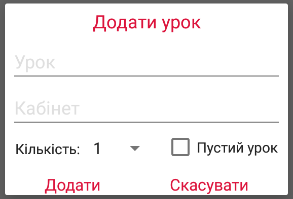 Додати урок
Урок
Кабінет
Кількість: 1 Пустий урок
Додати Скасувати